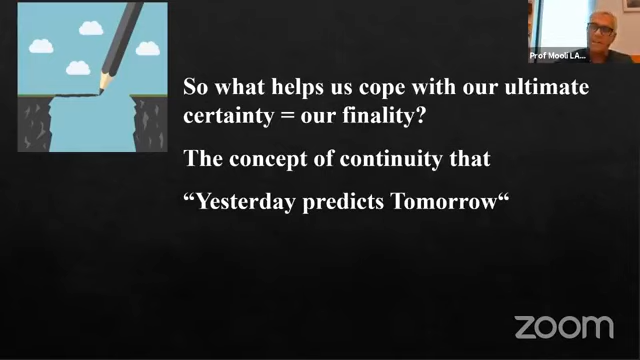 Prof Mooli LA...
So what helps us cope with our ultimate
certainty = our finality?
The concept of continuity that
“Yesterday predicts Tomorrow“
zoom